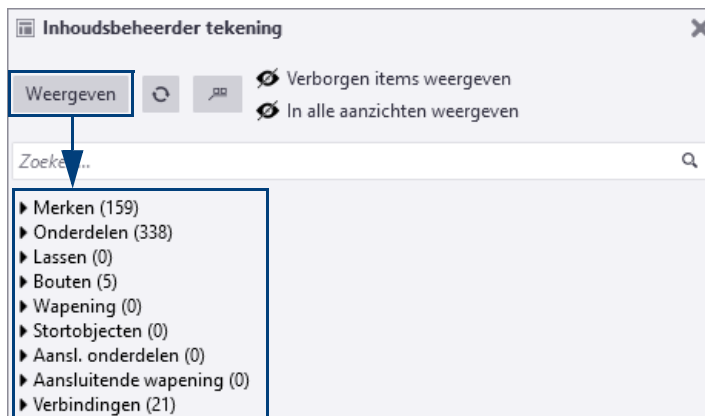 Inhoudsbeheerder tekening
Weergeven
Verborgen items weergeven
In alle aanzichten weergeven
Zoeken...
Merken (159)
Onderdelen (338)
Lassen (0)
Bouten (5)
Wapening (0)
Stortobjecten (0)
Aansl. onderdelen (0)
Aansluitende wapening (0)
Verbindingen (21)